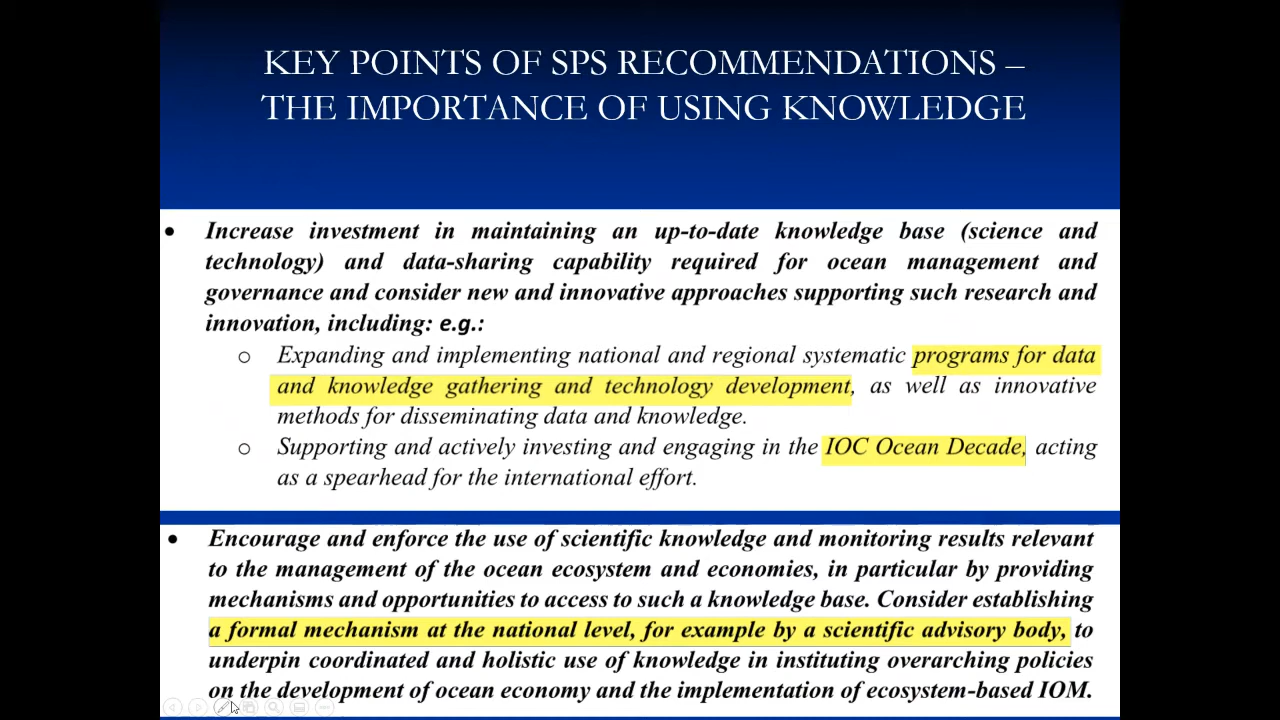 KEY POINTS OF SPS RECOMMENDATIONS –
THE IMPORTANCE OF USING KNOWLEDGE
• Increase investment in maintaining an up-to-date knowledge base (science and
technology) and data-sharing capability required for ocean management and
governance and consider new and innovative approaches supporting such research and
innovation, including: e.g.:
o Expanding and implementing national and regional systematic programs for data
and knowledge gathering and technology development, as well as innovative
methods for disseminating data and knowledge.
o Supporting and actively investing and engaging in the IOC Ocean Decade, acting
as a spearhead for the international effort.
• Encourage and enforce the use of scientific knowledge and monitoring results relevant
to the management of the ocean ecosystem and economies, in particular by providing
mechanisms and opportunities to access to such a knowledge base. Consider establishing
a formal mechanism at the national level, for example by a scientific advisory body, to
underpin coordinated and holistic use of knowledge in instituting overarching policies
on the development of ocean economy and the implementation of ecosystem-based IOM.